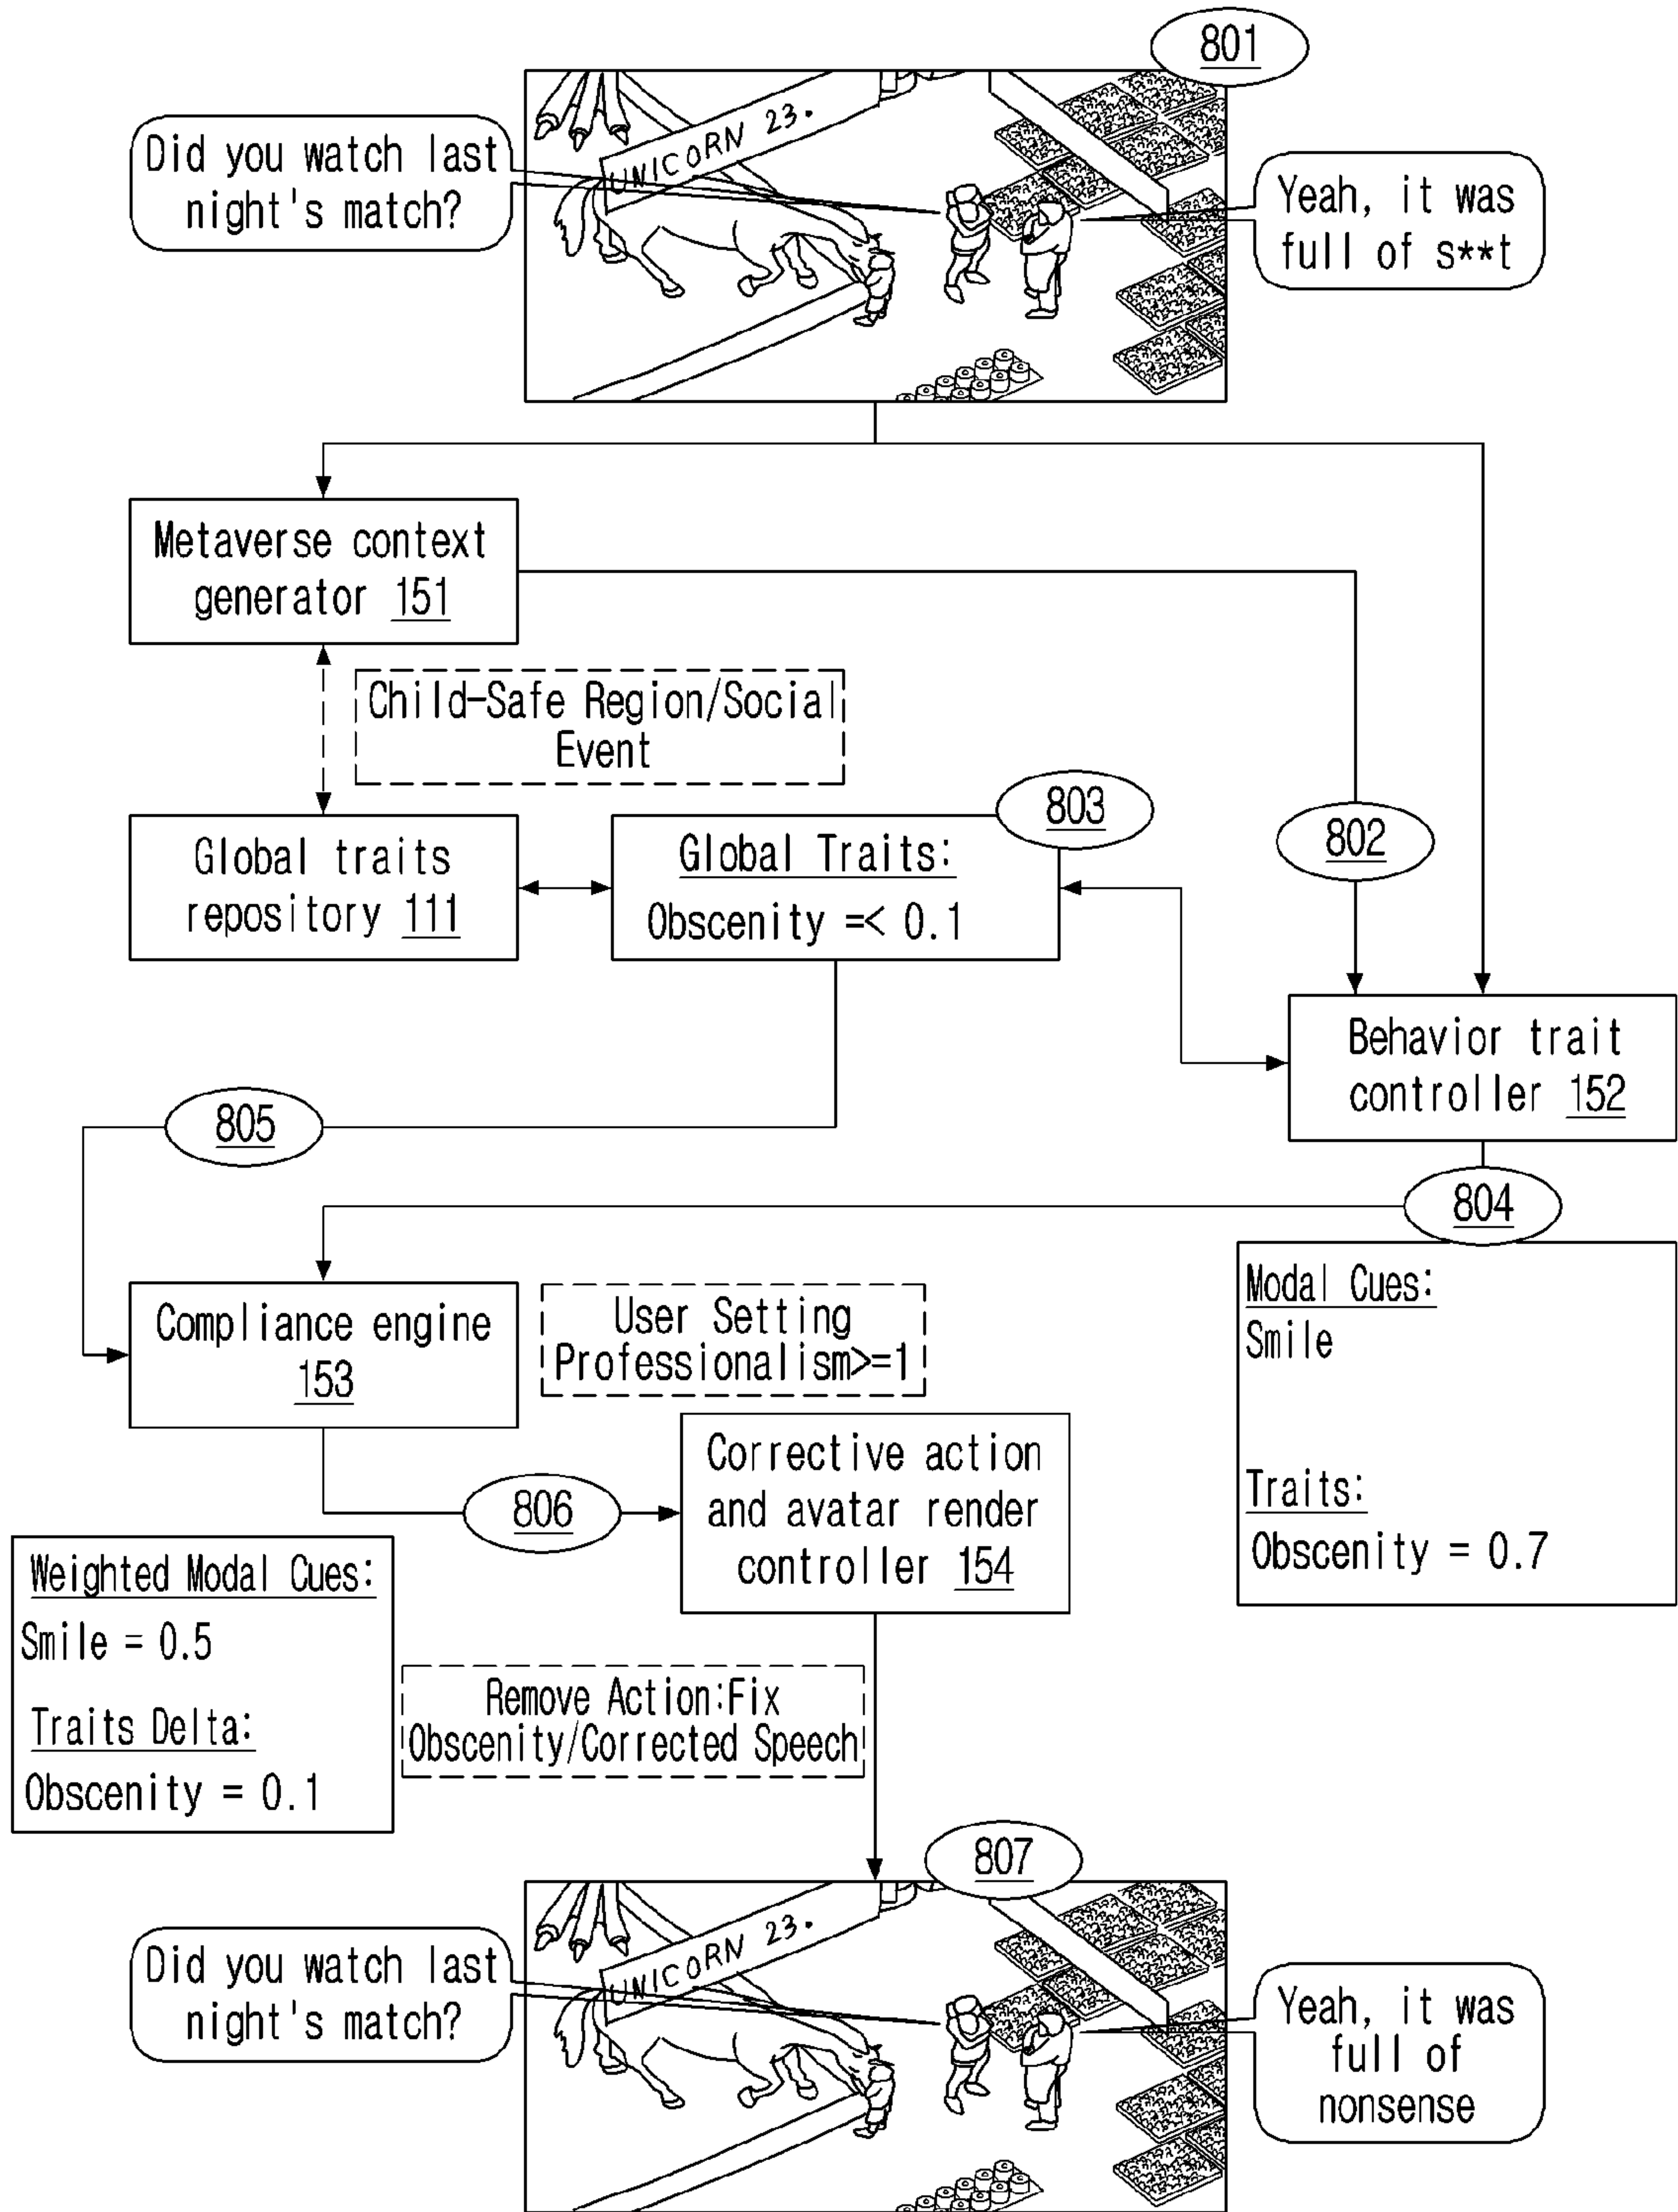 801
UNICORN 23.
Did you watch last
night's match?
Yeah, it was
full of s**t
Metaverse context
generator 151
Child-Safe Region/Social
Event
803
802
Global traits
repository 111
Global Traits:
Obscenity =< 0.1
Behavior trait
controller 152
805
804
Compliance engine
153
User Setting
Professionalism>=1
Modal Cues:
Smile
Traits:
Obscenity = 0.7
806
Corrective action
and avatar render
controller 154
Weighted Modal Cues:
Smile = 0.5
Traits Delta:
Obscenity = 0.1
Remove Action:Fix
Obscenity/Corrected Speech
807
UNICORN 23.
Did you watch last
night's match?
Yeah, it was
full of
nonsense